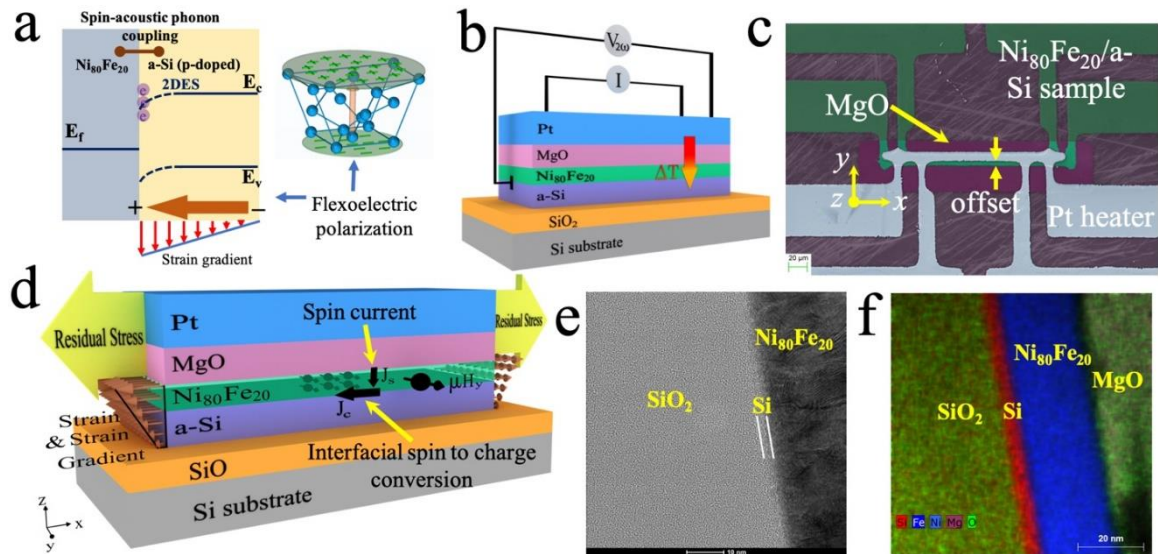 a
Spin-acoustic phonon
coupling
Ni80Fe20
a-Si (p-doped)
2DES
Ec
e
e
e
Ef
Ev
+
−
Strain gradient
Flexoelectric
polarization
b
V2(ω)
I
Pt
MgO
ΔT
Ni80Fe20
a-Si
SiO2
Si substrate
c
Ni80Fe20/a-
Si sample
MgO
y
z
x
offset
Pt heater
20 µm
d
Residual Stress
Residual Stress
Pt
Spin current
MgO
Js
Ni80Fe20
µHy
Jc
a-Si
Strain
& Strain
Gradient
SiO
Interfacial spin to charge
conversion
Si substrate
z
x
y
e
Ni80Fe20
SiO2
Si
10 nm
f
Ni80Fe20
MgO
SiO2
Si
Si Fe Ni Mg O
20 nm